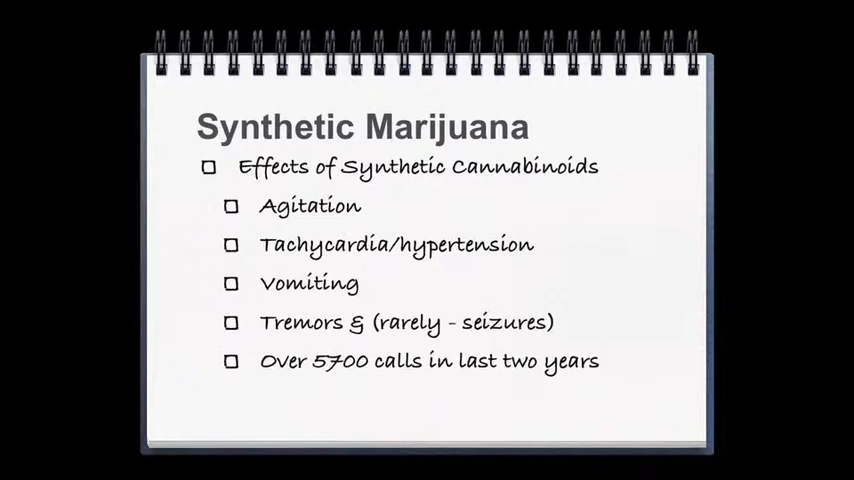 Synthetic Marijuana
Effects of Synthetic Cannabinoids
Agitation
Tachycardia/hypertension
Vomiting
Tremors & (rarely - seizures)
Over 5700 calls in last two years